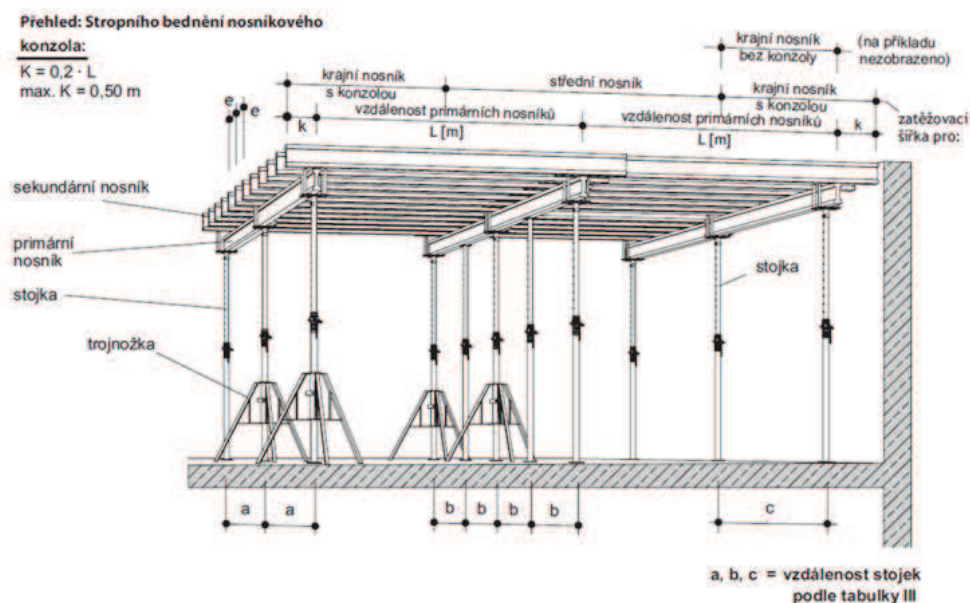 Přehled: Stropního bednění nosníkového
konzola:
K = 0,2 · L
max. K = 0,50 m
krajní nosník
bez konzoly
(na příkladu
nezobrazeno)
krajní nosník
s konzolou
střední nosník
krajní nosník
s konzolou
zatěžovací
šířka pro:
e
e
k
vzdálenost primárních nosníků
L [m]
vzdálenost primárních nosníků
L [m]
k
sekundární nosník
primární
nosník
stojka
stojka
trojnožka
a
a
b
b
b
b
c
a, b, c = vzdálenost stojek
podle tabulky III